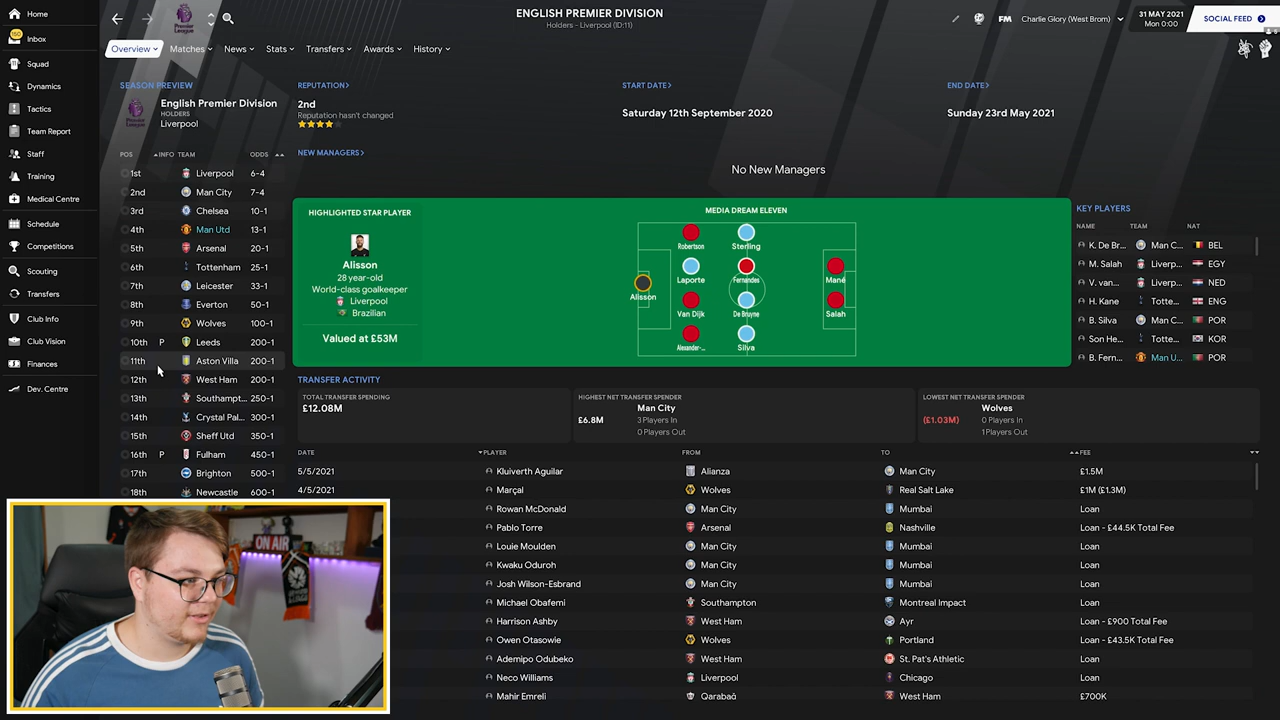 Home
ENGLISH PREMIER DIVISION
Holders - Liverpool (ID:11)
FM Charlie Glory (West Brom)
31 MAY 2021
Mon 0:00
SOCIAL FEED
Premier League
150
Inbox
Squad
Dynamics
Tactics
Team Report
Staff
Training
Medical Centre
Schedule
Competitions
Scouting
Transfers
Club Info
Club Vision
Finances
Dev. Centre
Overview Matches News Stats Transfers Awards History
SEASON PREVIEW
English Premier Division
HOLDERS
Liverpool
REPUTATION
2nd
Reputation hasn't changed
START DATE
Saturday 12th September 2020
END DATE
Sunday 23rd May 2021
NEW MANAGERS
No New Managers
POS INFO TEAM ODDS
1st Liverpool 6-4
2nd Man City 7-4
3rd Chelsea 10-1
4th Man Utd 13-1
5th Arsenal 20-1
6th Tottenham 25-1
7th Leicester 33-1
8th Everton 50-1
9th Wolves 100-1
10th P Leeds 200-1
11th Aston Villa 200-1
12th West Ham 200-1
13th Southampt... 250-1
14th Crystal Pal... 300-1
15th Sheff Utd 350-1
16th P Fulham 450-1
17th Brighton 500-1
18th Newcastle 600-1
HIGHLIGHTED STAR PLAYER
Alisson
28 year-old
World-class goalkeeper
Liverpool
Brazilian
Valued at £53M
MEDIA DREAM ELEVEN
Robertson
Sterling
Laporte
Fernandes
Mané
Alisson
Van Dijk
De Bruyne
Salah
Alexander-...
Silva
KEY PLAYERS
NAME TEAM NAT
K. De Br... Man C... BEL
M. Salah Liverp... EGY
V. van... Liverp... NED
H. Kane Totte... ENG
B. Silva Man C... POR
Son He... Totte... KOR
B. Fern... Man U... POR
TRANSFER ACTIVITY
TOTAL TRANSFER SPENDING
£12.08M
HIGHEST NET TRANSFER SPENDER
£6.8M
Man City
3 Players In
0 Players Out
LOWEST NET TRANSFER SPENDER
(£1.03M)
Wolves
0 Players In
1 Players Out
DATE PLAYER FROM TO FEE
5/5/2021 Kluiverth Aguilar Alianza Man City £1.5M
4/5/2021 Marçal Wolves Real Salt Lake £1M (£1.3M)
Rowan McDonald Man City Mumbai Loan
Pablo Torre Arsenal Nashville Loan - £44.5K Total Fee
Louie Moulden Man City Mumbai Loan
Kwaku Oduroh Man City Mumbai Loan
Josh Wilson-Esbrand Man City Mumbai Loan
Michael Obafemi Southampton Montreal Impact Loan
Harrison Ashby West Ham Ayr Loan - £900 Total Fee
Owen Otasowie Wolves Portland Loan - £43.5K Total Fee
Ademipo Odubeko West Ham St. Pat's Athletic Loan
Neco Williams Liverpool Chicago Loan
Mahir Emreli Qarabağ West Ham £700K
ON AIR